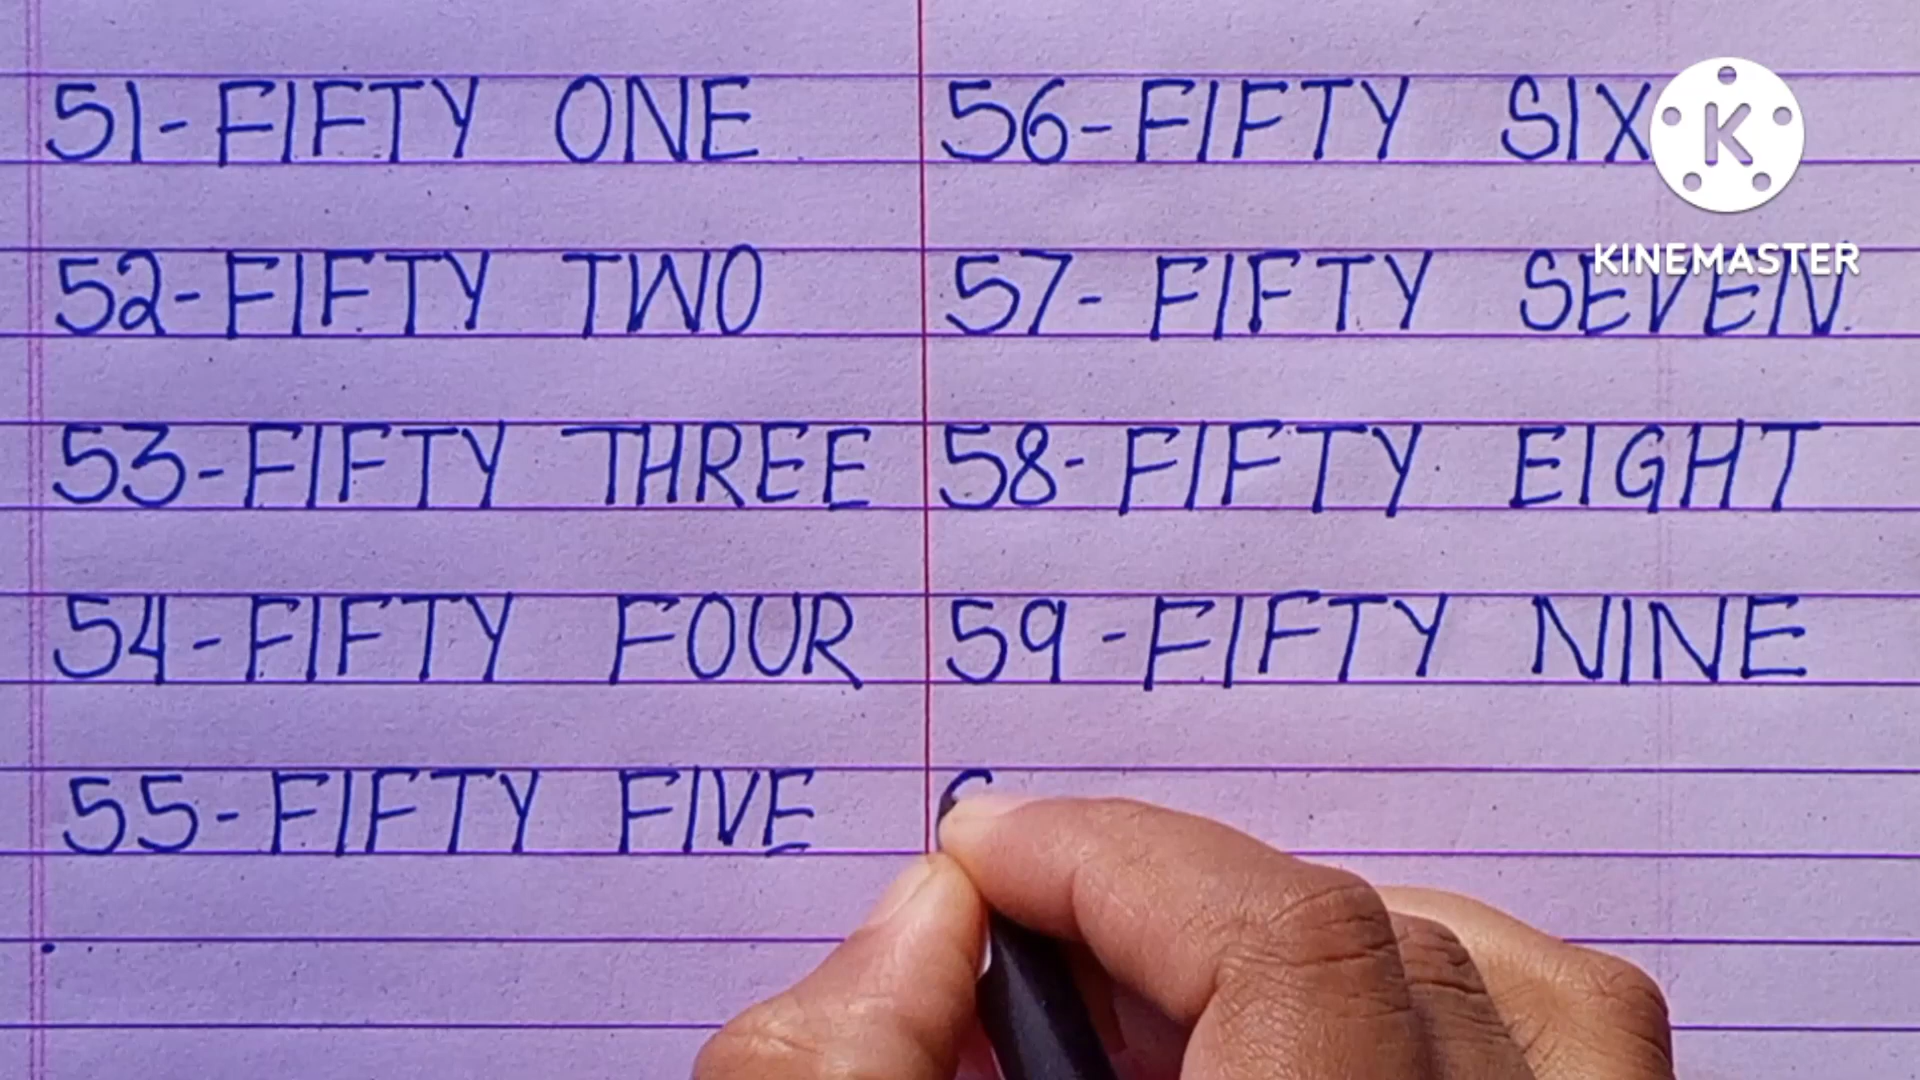 51-FIFTY ONE
52-FIFTY TWO
53-FIFTY THREE
54-FIFTY FOUR
55-FIFTY FIVE
56-FIFTY SIX
57-FIFTY SEVEN
58-FIFTY EIGHT
59-FIFTY NINE
K
KINEMASTER